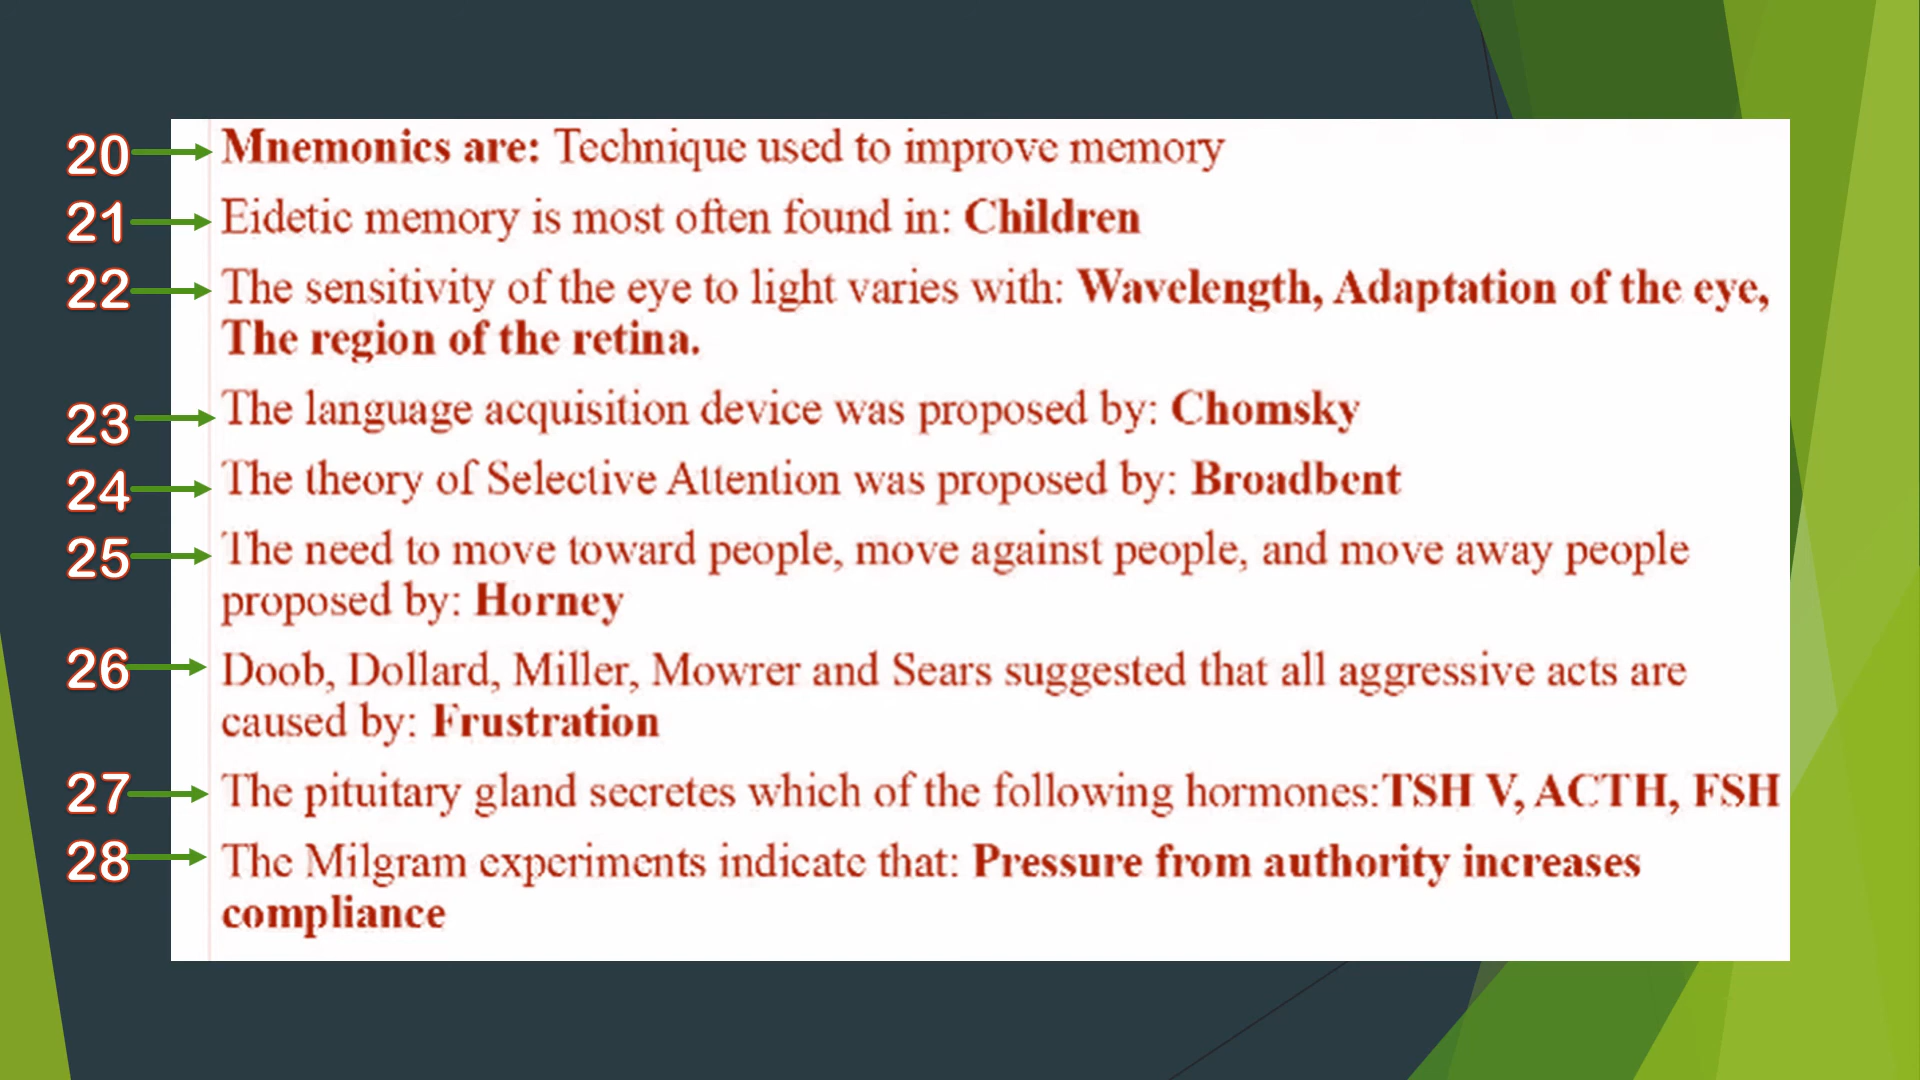 20 Mnemonics are: Technique used to improve memory
21 Eidetic memory is most often found in: Children
22 The sensitivity of the eye to light varies with: Wavelength, Adaptation of the eye,
The region of the retina.
23 The language acquisition device was proposed by: Chomsky
24 The theory of Selective Attention was proposed by: Broadbent
25 The need to move toward people, move against people, and move away people
proposed by: Horney
26 Doob, Dollard, Miller, Mowrer and Sears suggested that all aggressive acts are
caused by: Frustration
27 The pituitary gland secretes which of the following hormones:TSH V, ACTH, FSH
28 The Milgram experiments indicate that: Pressure from authority increases
compliance